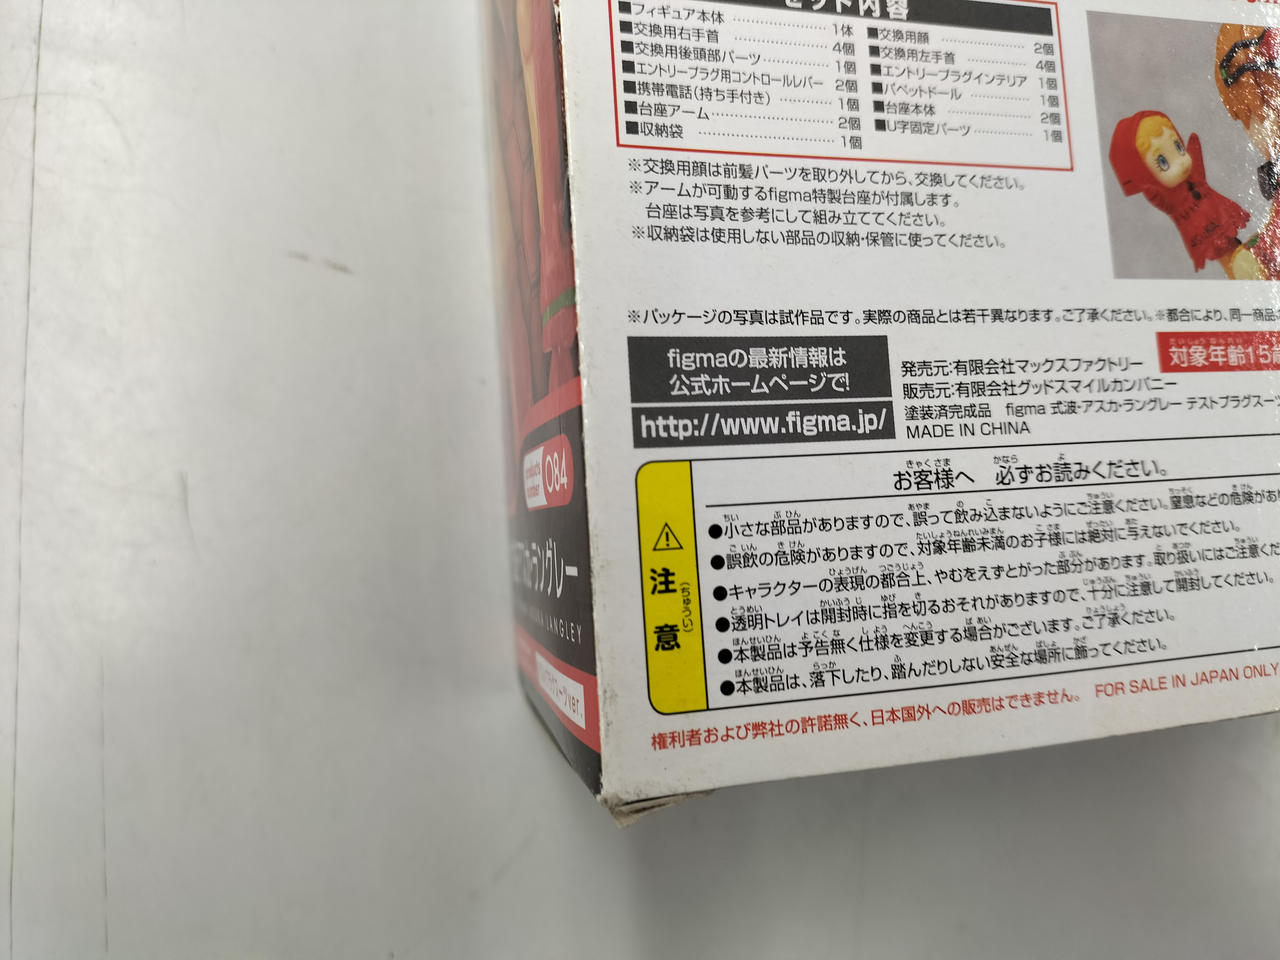 セット内容
■フィギュア本体 1体
■交換用右手首 4個
■交換用後頭部パーツ 1個
■エントリープラグ用コントロールレバー 2個
■携帯電話(持ち手付き) 1個
■台座アーム 2個
■収納袋 1個
■交換用顔 2個
■交換用左手首 4個
■エントリープラグインテリア 1個
■パペットドール 1個
■台座本体 2個
■U字固定パーツ 1個
※交換用顔は前髪パーツを取り外してから、交換してください。
※アームが可動するfigma特製台座が付属します。
台座は写真を参考にして組み立ててください。
※収納袋は使用しない部品の収納・保管に使ってください。
※パッケージの写真は試作品です。実際の商品とは若干異なります。ご了承ください。※都合により、同一商品
figmaの最新情報は
公式ホームページで!
http://www.figma.jp/
発売元:有限会社マックスファクトリー
販売元:有限会社グッドスマイルカンパニー
塗装済完成品 figma 式波・アスカ・ラングレー テストプラグスーツ
MADE IN CHINA
対象年齢15
お客様へ 必ずお読みください。
注意
(ちゅうい)
●小さな部品がありますので、誤って飲み込まないようにご注意ください。窒息などの危険があ
●誤飲の危険がありますので、対象年齢未満のお子様には絶対に与えないでください。
●キャラクターの表現の都合上、やむをえずとがった部分があります。取り扱いにはご注意くだ
●透明トレイは開封時に指を切るおそれがありますので、十分に注意して開封してください。
●本製品は予告無く仕様を変更する場合がございます。ご了承ください。
●本製品は、落下したり、踏んだりしない安全な場所に飾ってください。
権利者および弊社の許諾無く、日本国外への販売はできません。 FOR SALE IN JAPAN ONLY
products number 084
ラングレー
LANGLEY
ver.